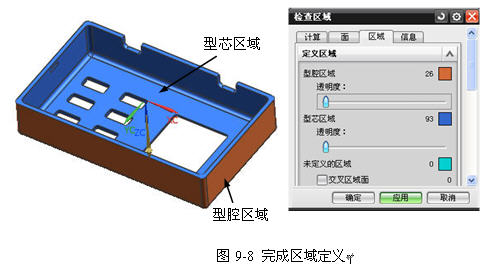 型芯区域
XC
YC
ZC
型腔区域
检查区域
计算 面 区域 信息
定义区域
型腔区域 26
透明度：
型芯区域 93
透明度：
未定义的区域 0
交叉区域面 0
确定 应用 取消
图 9-8 完成区域定义